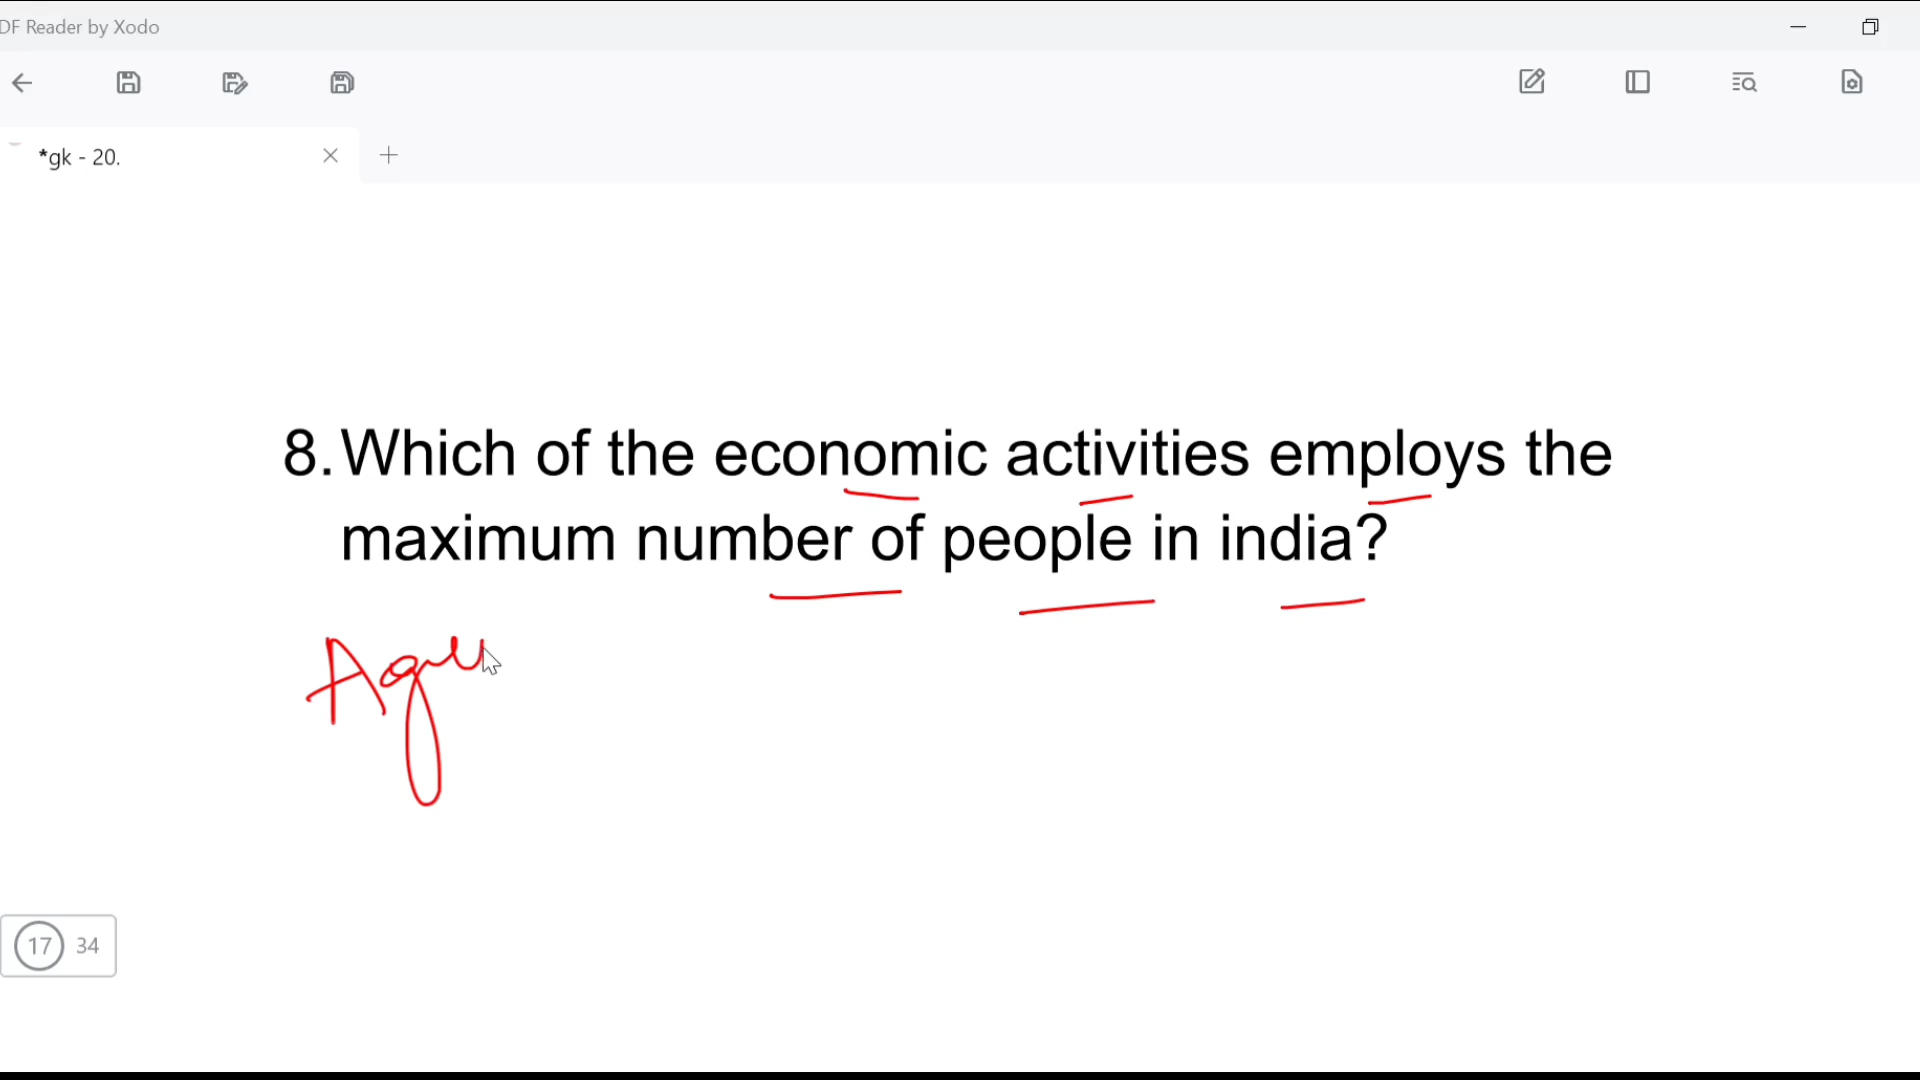 DF Reader by Xodo
*gk - 20.
8. Which of the economic activities employs the
maximum number of people in india?
17 34